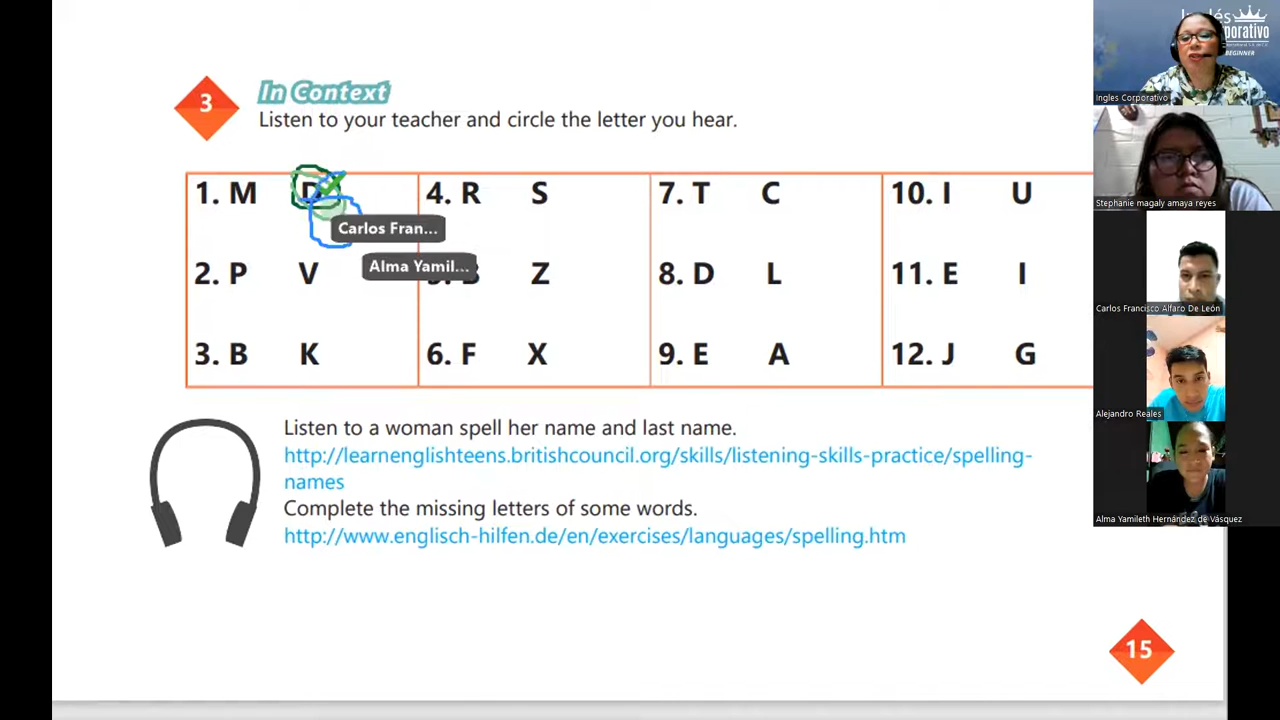 3
In Context
Listen to your teacher and circle the letter you hear.
1. M D 4. R S 7. T C 10. I U
Carlos Fran...
Alma Yamil...
2. P V Z 8. D L 11. E I
3. B K 6. F X 9. E A 12. J G
Listen to a woman spell her name and last name.
http://learnenglishteens.britishcouncil.org/skills/listening-skills-practice/spelling-
names
Complete the missing letters of some words.
http://www.englisch-hilfen.de/en/exercises/languages/spelling.htm
15
BEGINNER
Ingles Corporativo
Stephanie magaly amaya reyes
Carlos Francisco Alfaro De León
Alejandro Reales
Alma Yamileth Hernández de Vásquez